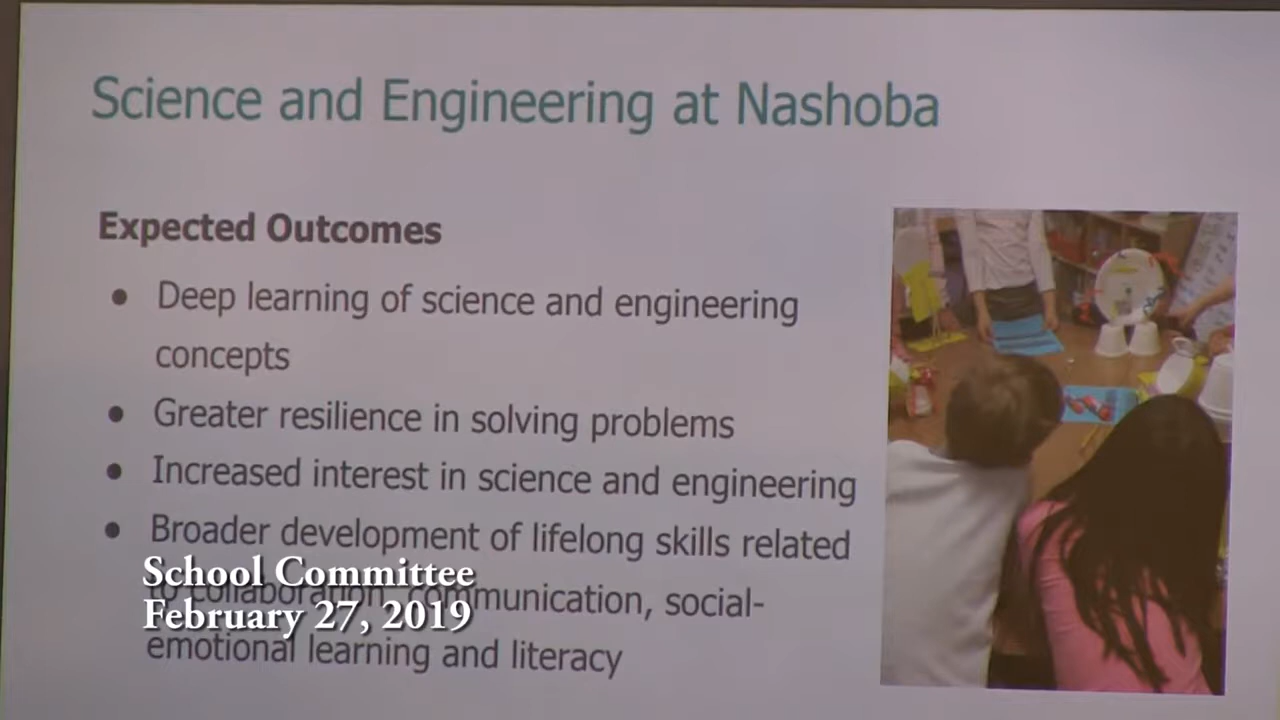 Science and Engineering at Nashoba
Expected Outcomes
● Deep learning of science and engineering
concepts
● Greater resilience in solving problems
● Increased interest in science and engineering
● Broader development of lifelong skills related
to collaboration, communication, social-
emotional learning and literacy
School Committee
February 27, 2019